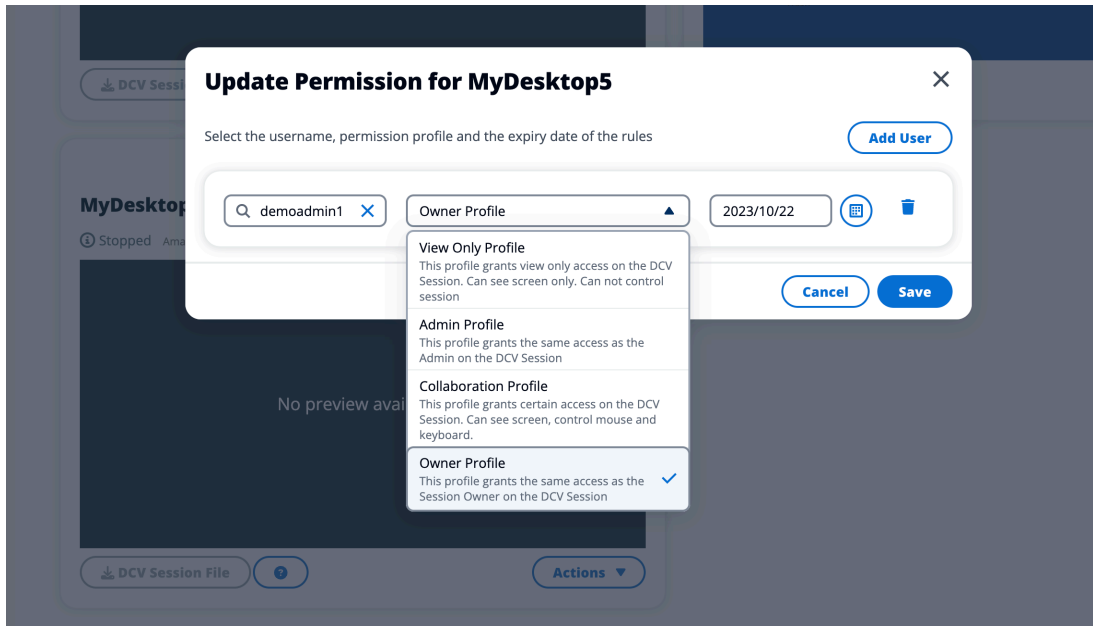 DCV Sessi
Update Permission for MyDesktop5
Select the username, permission profile and the expiry date of the rules
Add User
MyDesktop
Stopped Ama
demoadmin1
Owner Profile
2023/10/22
View Only Profile
This profile grants view only access on the DCV
Session. Can see screen only. Can not control
session
Admin Profile
This profile grants the same access as the
Admin on the DCV Session
Collaboration Profile
This profile grants certain access on the DCV
Session. Can see screen, control mouse and
keyboard.
Owner Profile
This profile grants the same access as the
Session Owner on the DCV Session
Cancel
Save
No preview avai
DCV Session File
?
Actions